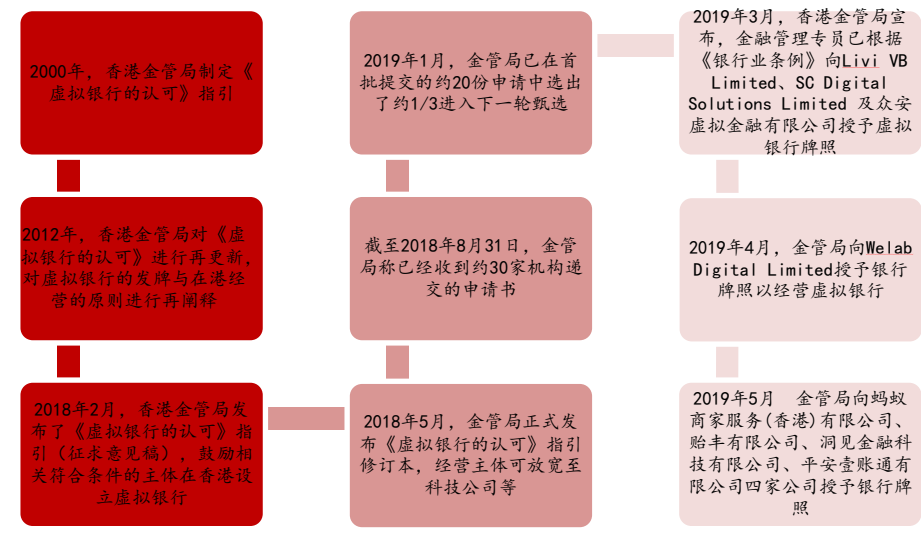 2000年，香港金管局制定《
虚拟银行的认可》指引
2012年，香港金管局对《虚
拟银行的认可》进行再更新，
对虚拟银行的发牌与在港经
营的原则进行再阐释
2018年2月，香港金管局发
布了《虚拟银行的认可》指
引（征求意见稿），鼓励相
关符合条件的主体在香港设
立虚拟银行
2018年5月，金管局正式发
布《虚拟银行的认可》指引
修订本，经营主体可放宽至
科技公司等
截至2018年8月31日，金管
局称已经收到约30家机构递
交的申请书
2019年1月，金管局已在首
批提交的约20份申请中选出
了约1/3进入下一轮甄选
2019年3月，香港金管局宣
布，金融管理专员已根据
《银行业条例》向Livi VB
Limited、SC Digital
Solutions Limited 及众安
虚拟金融有限公司授予虚拟
银行牌照
2019年4月，金管局向Welab
Digital Limited授予银行
牌照以经营虚拟银行
2019年5月 金管局向蚂蚁
商家服务(香港)有限公司、
贻丰有限公司、洞见金融科
技有限公司、平安壹账通有
限公司四家公司授予银行牌
照